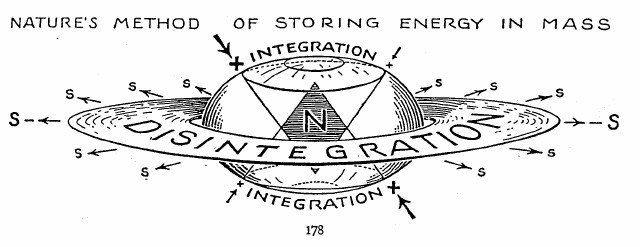 NATURE'S METHOD OF STORING ENERGY IN MASS
+ INTEGRATION +
S S S S S S
N
S - - S
DISINTEGRATION
S S S S
+ INTEGRATION +
178